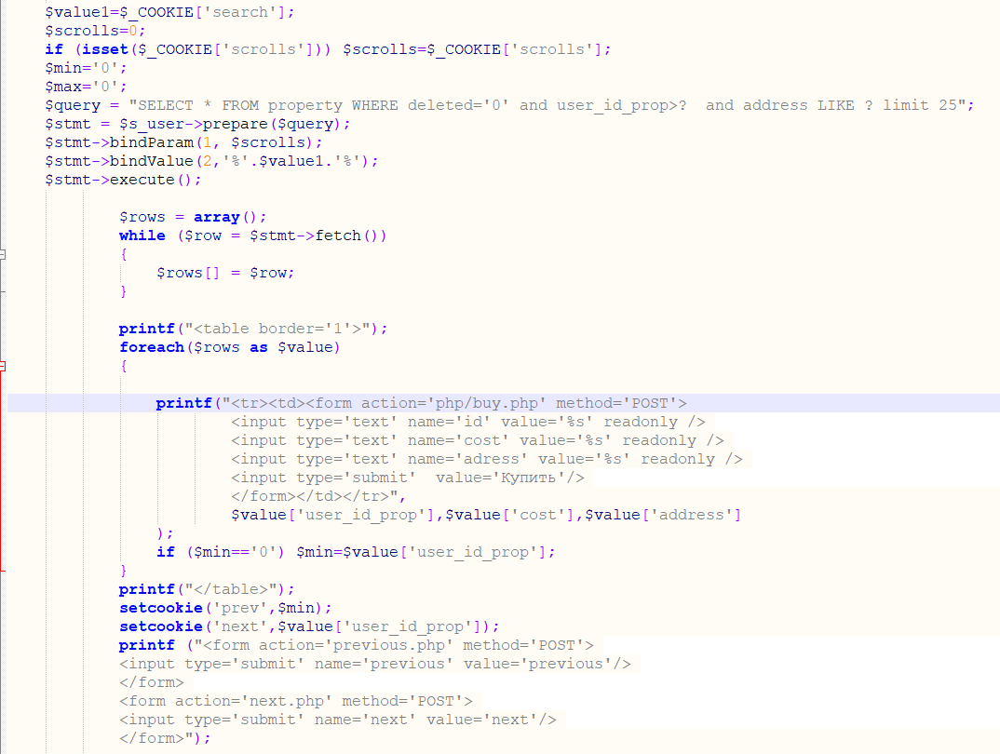 $value1=$_COOKIE['search'];
$scrolls=0;
if (isset($_COOKIE['scrolls'])) $scrolls=$_COOKIE['scrolls'];
$min='0';
$max='0';
$query = "SELECT * FROM property WHERE deleted='0' and user_id_prop>?  and address LIKE ? limit 25";
$stmt = $s_user->prepare($query);
$stmt->bindParam(1, $scrolls);
$stmt->bindValue(2,'%'.$value1.'%');
$stmt->execute();
$rows = array();
while ($row = $stmt->fetch())
{
$rows[] = $row;
}
printf("<table border='1'>");
foreach($rows as $value)
{
printf("<tr><td><form action='php/buy.php' method='POST'>
<input type='text' name='id' value='%s' readonly />
<input type='text' name='cost' value='%s' readonly />
<input type='text' name='adress' value='%s' readonly />
<input type='submit'  value='Купить'/>
</form></td></tr>",
$value['user_id_prop'],$value['cost'],$value['address']
);
if ($min=='0') $min=$value['user_id_prop'];
}
printf("</table>");
setcookie('prev',$min);
setcookie('next',$value['user_id_prop']);
printf ("<form action='previous.php' method='POST'>
<input type='submit' name='previous' value='previous'/>
</form>
<form action='next.php' method='POST'>
<input type='submit' name='next' value='next'/>
</form>");